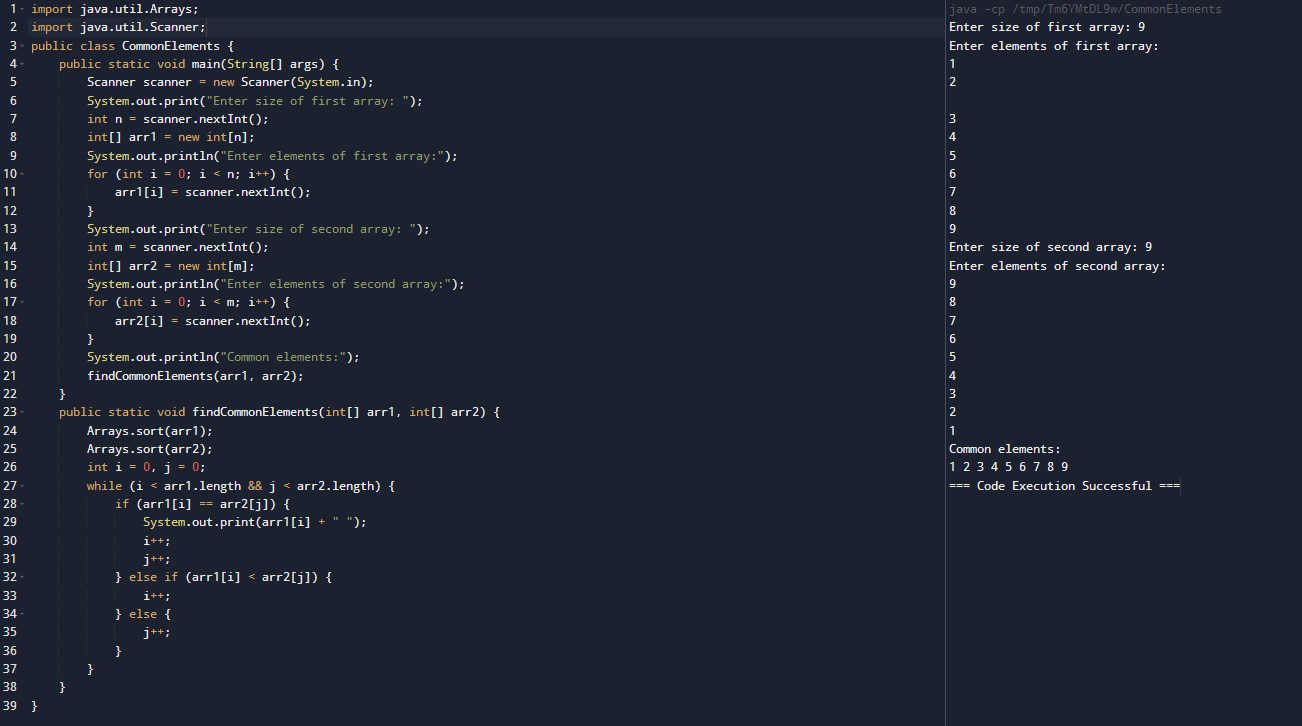 1 import java.util.Arrays;
2 import java.util.Scanner;
3 public class CommonElements {
4     public static void main(String[] args) {
5         Scanner scanner = new Scanner(System.in);
6         System.out.print("Enter size of first array: ");
7         int n = scanner.nextInt();
8         int[] arr1 = new int[n];
9         System.out.println("Enter elements of first array:");
10         for (int i = 0; i < n; i++) {
11             arr1[i] = scanner.nextInt();
12         }
13         System.out.print("Enter size of second array: ");
14         int m = scanner.nextInt();
15         int[] arr2 = new int[m];
16         System.out.println("Enter elements of second array:");
17         for (int i = 0; i < m; i++) {
18             arr2[i] = scanner.nextInt();
19         }
20         System.out.println("Common elements:");
21         findCommonElements(arr1, arr2);
22     }
23     public static void findCommonElements(int[] arr1, int[] arr2) {
24         Arrays.sort(arr1);
25         Arrays.sort(arr2);
26         int i = 0, j = 0;
27         while (i < arr1.length && j < arr2.length) {
28             if (arr1[i] == arr2[j]) {
29                 System.out.print(arr1[i] + " ");
30                 i++;
31                 j++;
32             } else if (arr1[i] < arr2[j]) {
33                 i++;
34             } else {
35                 j++;
36             }
37         }
38     }
39 }
java -cp /tmp/Tm6YMtDL9w/CommonElements
Enter size of first array: 9
Enter elements of first array:
1
2
3
4
5
6
7
8
9
Enter size of second array: 9
Enter elements of second array:
9
8
7
6
5
4
3
2
1
Common elements:
1 2 3 4 5 6 7 8 9
=== Code Execution Successful ===